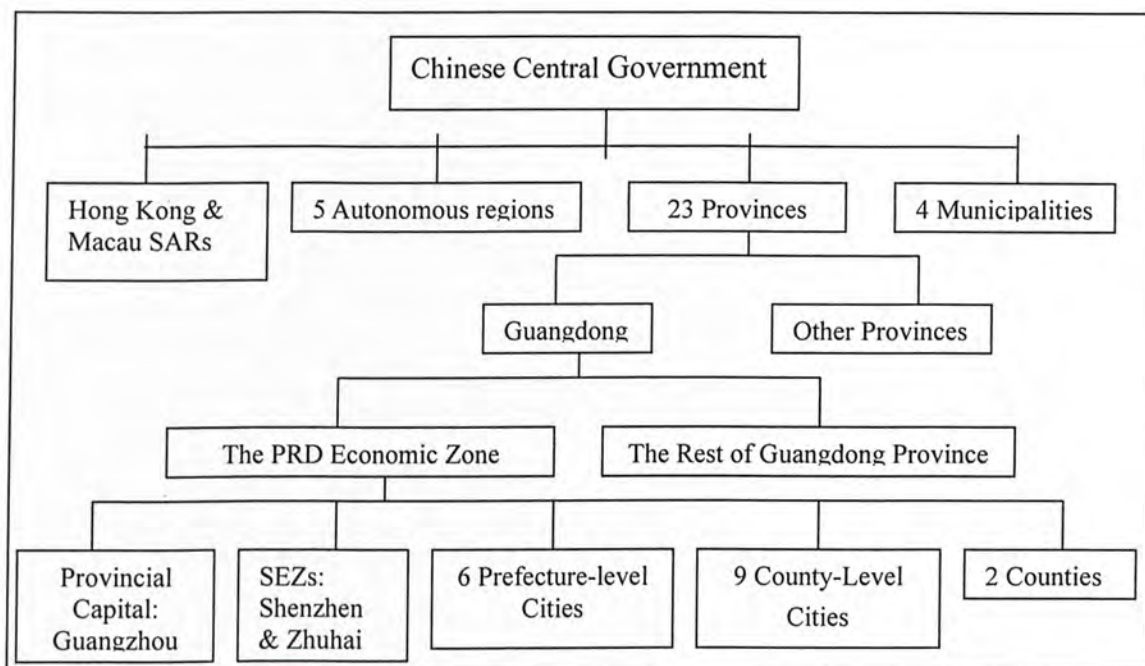 Chinese Central Government
Hong Kong &
Macau SARs
5 Autonomous regions
23 Provinces
4 Municipalities
Guangdong
Other Provinces
The PRD Economic Zone
The Rest of Guangdong Province
Provincial
Capital:
Guangzhou
SEZs:
Shenzhen
& Zhuhai
6 Prefecture-level
Cities
9 County-Level
Cities
2 Counties